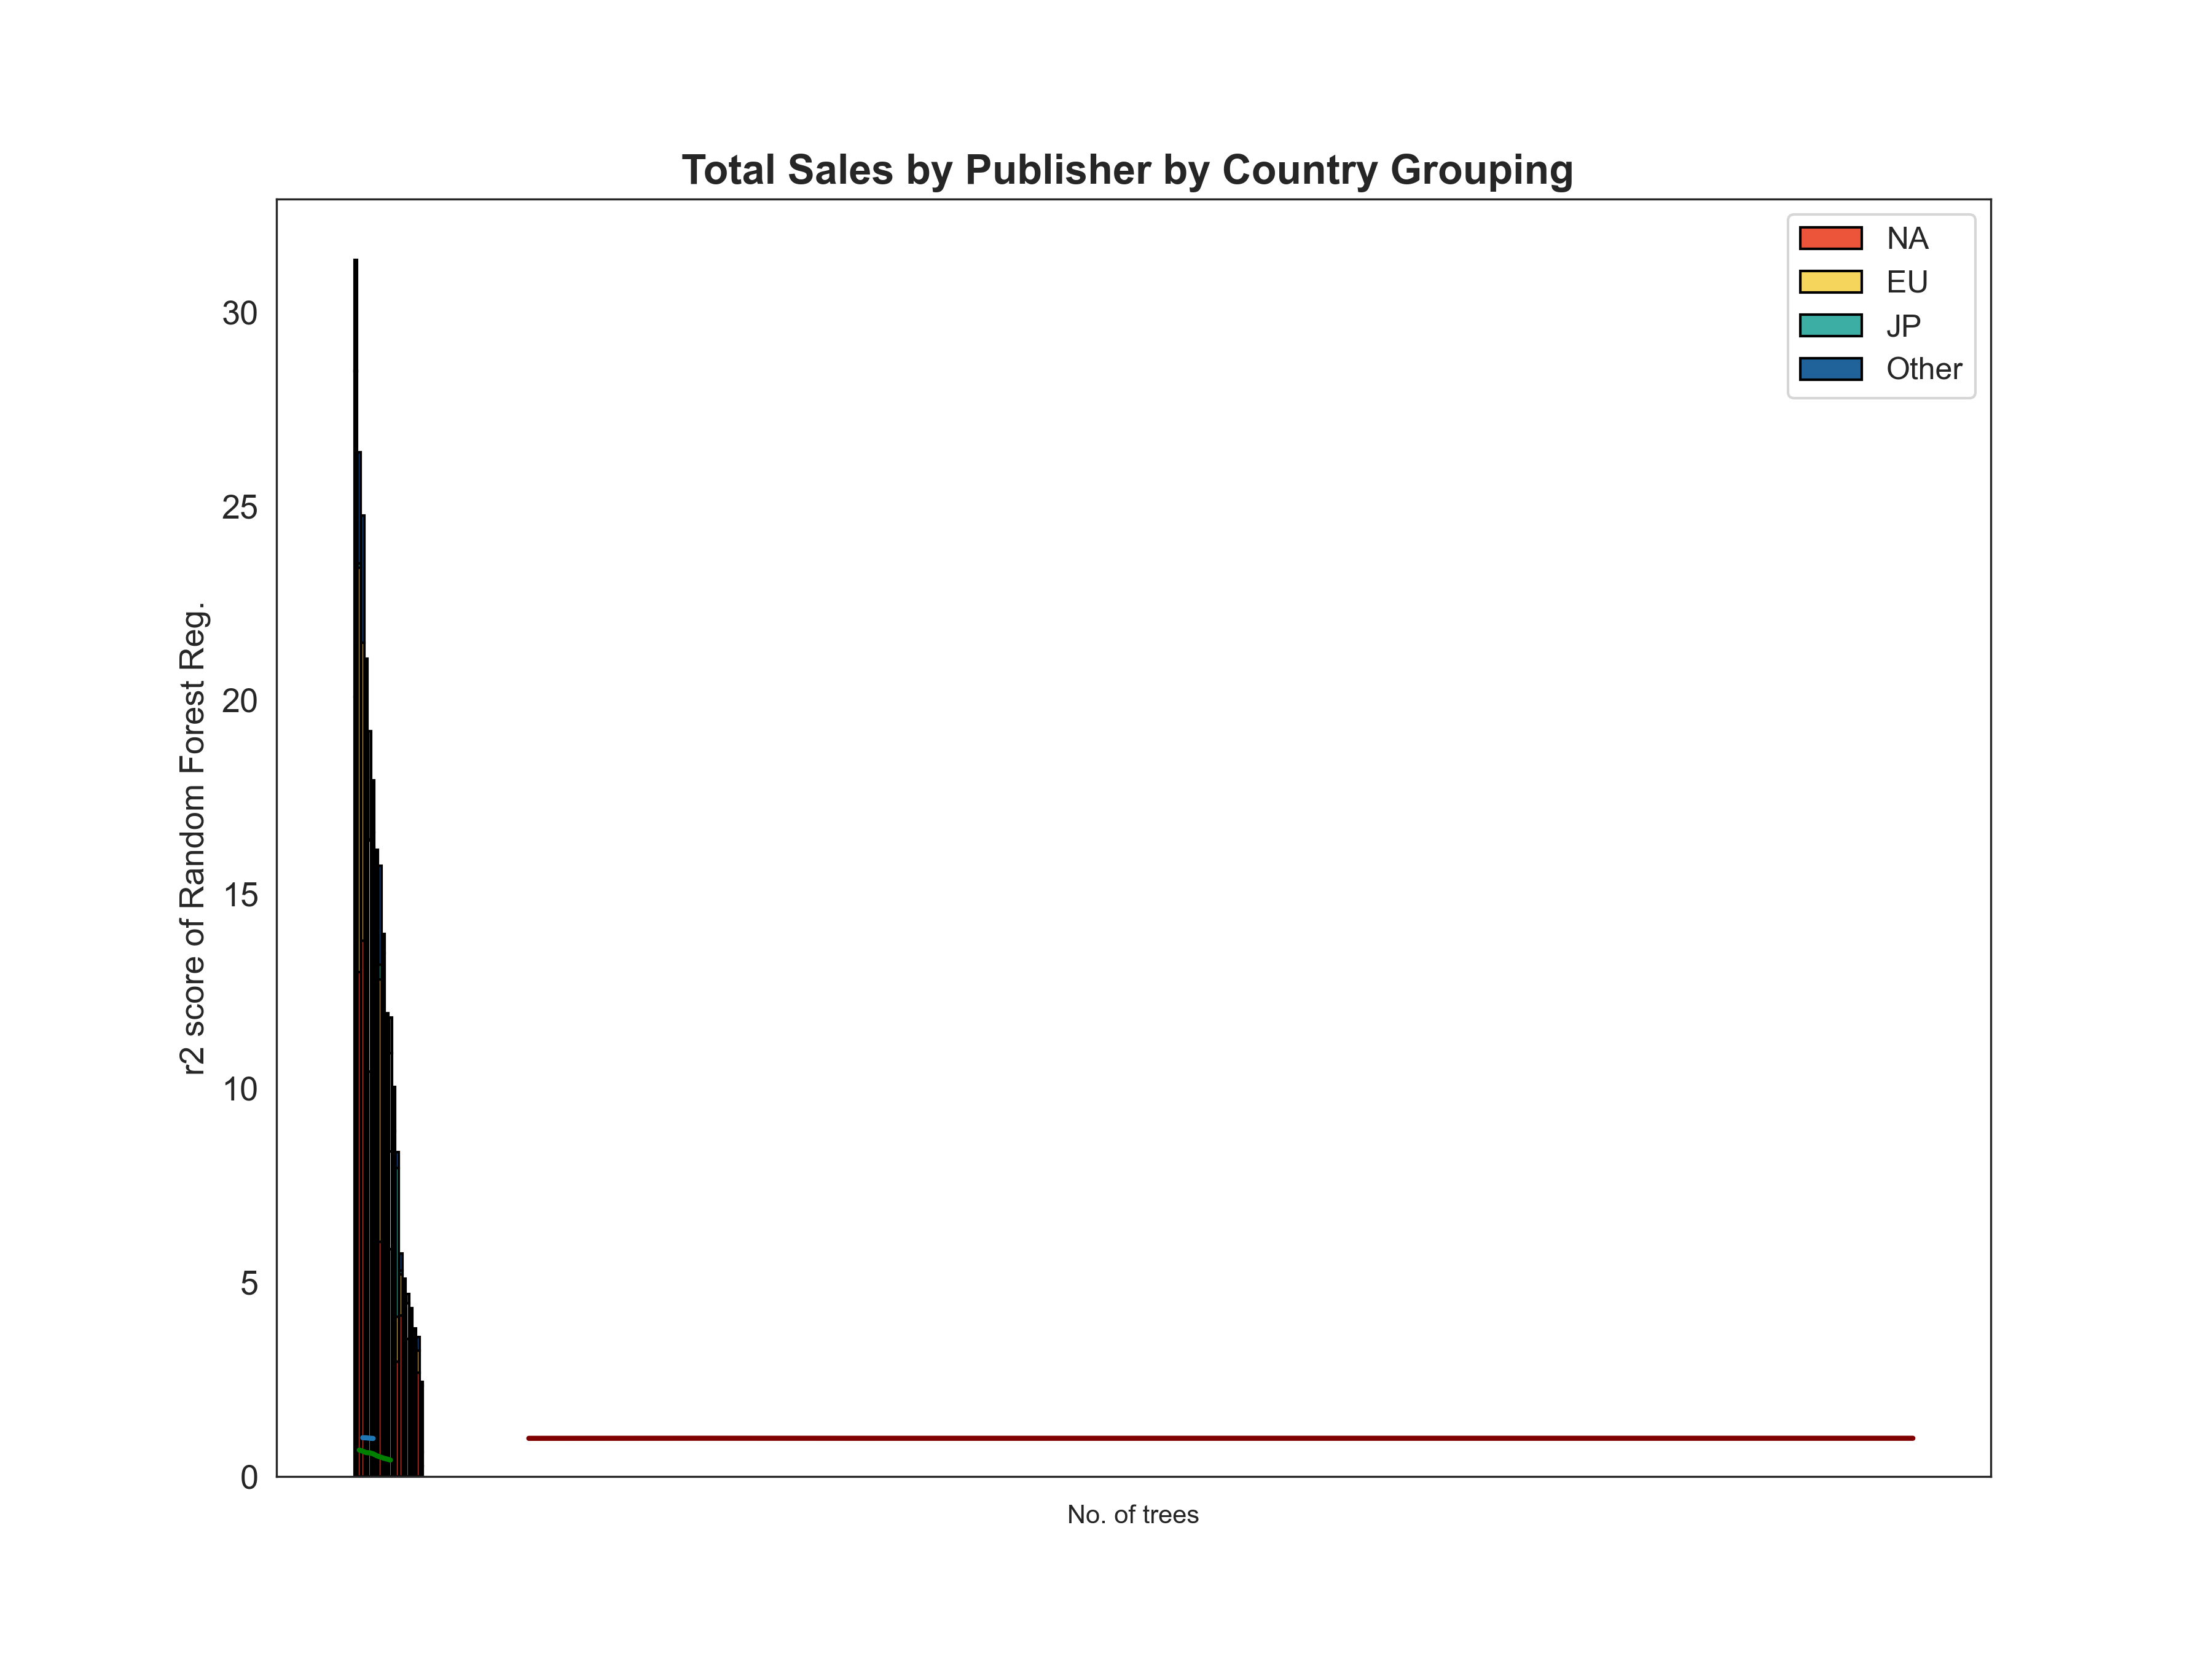 Total Sales by Publisher by Country Grouping
NA
EU
JP
Other
r2 score of Random Forest Reg.
30
25
20
15
10
5
0
No. of trees